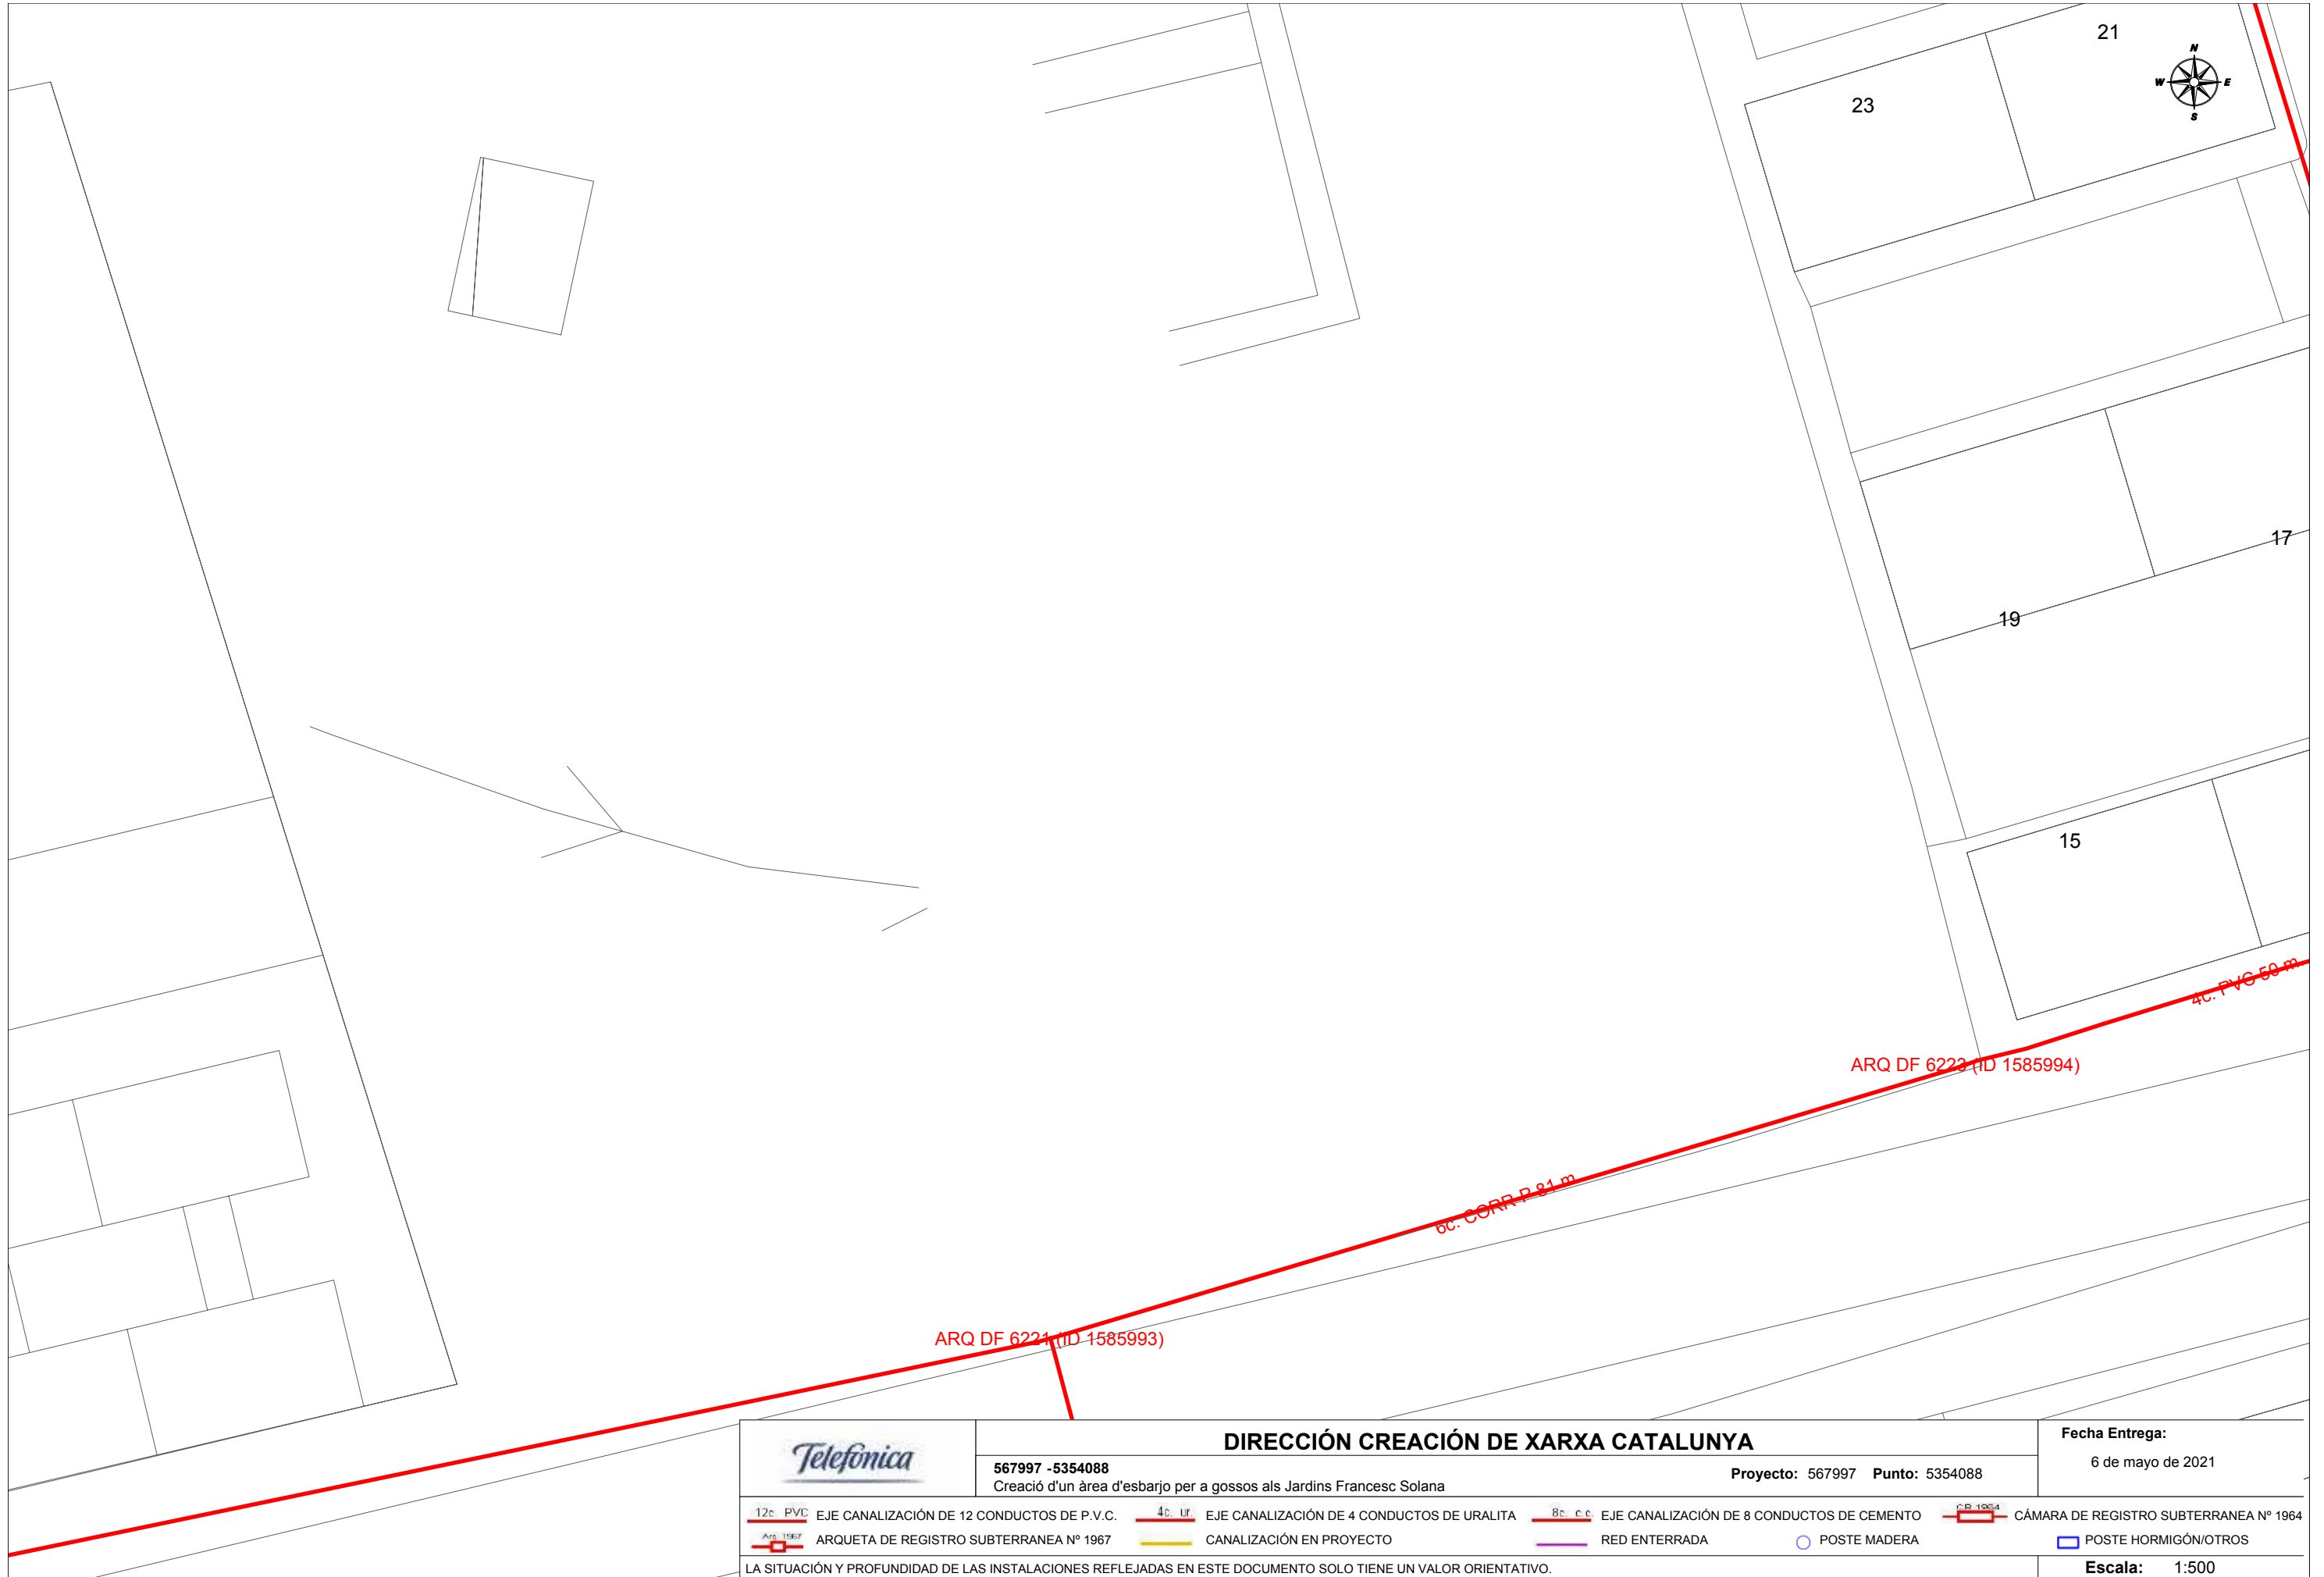 21
N
W E
S
23
17
19
15
4c. PVC 50 m.
ARQ DF 6223 (ID 1585994)
6c. CORR P 81 m
ARQ DF 6221 (ID 1585993)
Telefónica
DIRECCIÓN CREACIÓN DE XARXA CATALUNYA
567997 -5354088
Creació d'un àrea d'esbarjo per a gossos als Jardins Francesc Solana
Proyecto: 567997 Punto: 5354088
Fecha Entrega:
6 de mayo de 2021
12c. PVC EJE CANALIZACIÓN DE 12 CONDUCTOS DE P.V.C. 4c. ur. EJE CANALIZACIÓN DE 4 CONDUCTOS DE URALITA 8c. c.c. EJE CANALIZACIÓN DE 8 CONDUCTOS DE CEMENTO C.R. 1964 CÁMARA DE REGISTRO SUBTERRANEA Nº 1964
Arq. 1967 ARQUETA DE REGISTRO SUBTERRANEA Nº 1967 CANALIZACIÓN EN PROYECTO RED ENTERRADA POSTE MADERA POSTE HORMIGÓN/OTROS
LA SITUACIÓN Y PROFUNDIDAD DE LAS INSTALACIONES REFLEJADAS EN ESTE DOCUMENTO SOLO TIENE UN VALOR ORIENTATIVO.
Escala: 1:500